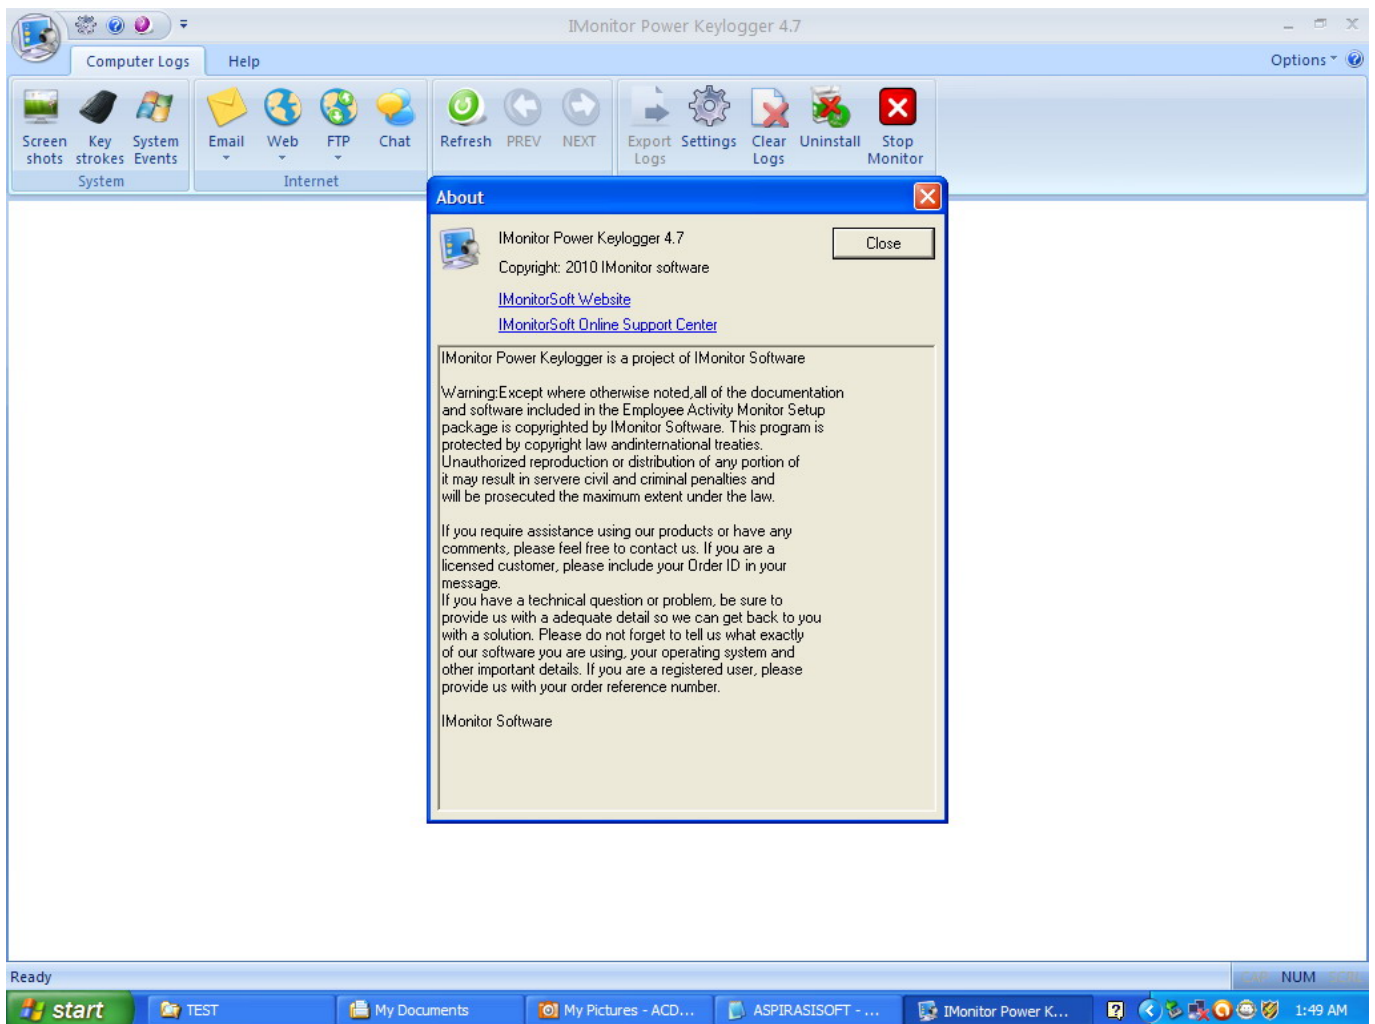 IMonitor Power Keylogger 4.7
Computer Logs Help Options
Screen shots Key strokes System Events Email Web FTP Chat Refresh PREV NEXT Export Logs Settings Clear Logs Uninstall Stop Monitor
System Internet
About
IMonitor Power Keylogger 4.7
Close
Copyright: 2010 IMonitor software
IMonitorSoft Website
IMonitorSoft Online Support Center
IMonitor Power Keylogger is a project of IMonitor Software
Warning:Except where otherwise noted,all of the documentation
and software included in the Employee Activity Monitor Setup
package is copyrighted by IMonitor Software. This program is
protected by copyright law andinternational treaties.
Unauthorized reproduction or distribution of any portion of
it may result in servere civil and criminal penalties and
will be prosecuted the maximum extent under the law.
If you require assistance using our products or have any
comments, please feel free to contact us. If you are a
licensed customer, please include your Order ID in your
message.
If you have a technical question or problem, be sure to
provide us with a adequate detail so we can get back to you
with a solution. Please do not forget to tell us what exactly
of our software you are using, your operating system and
other important details. If you are a registered user, please
provide us with your order reference number.
IMonitor Software
Ready
CAP NUM SCRL
start TEST My Documents My Pictures - ACD... ASPIRASISOFT - ... IMonitor Power K... 1:49 AM